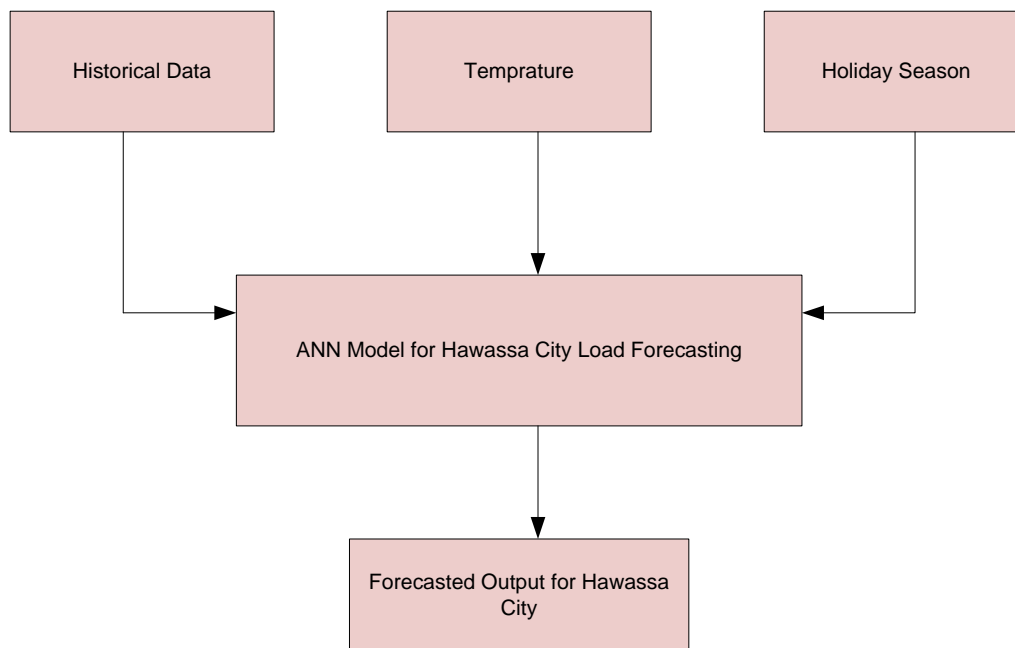 Historical Data
Temprature
Holiday Season
ANN Model for Hawassa City Load Forecasting
Forecasted Output for Hawassa
City